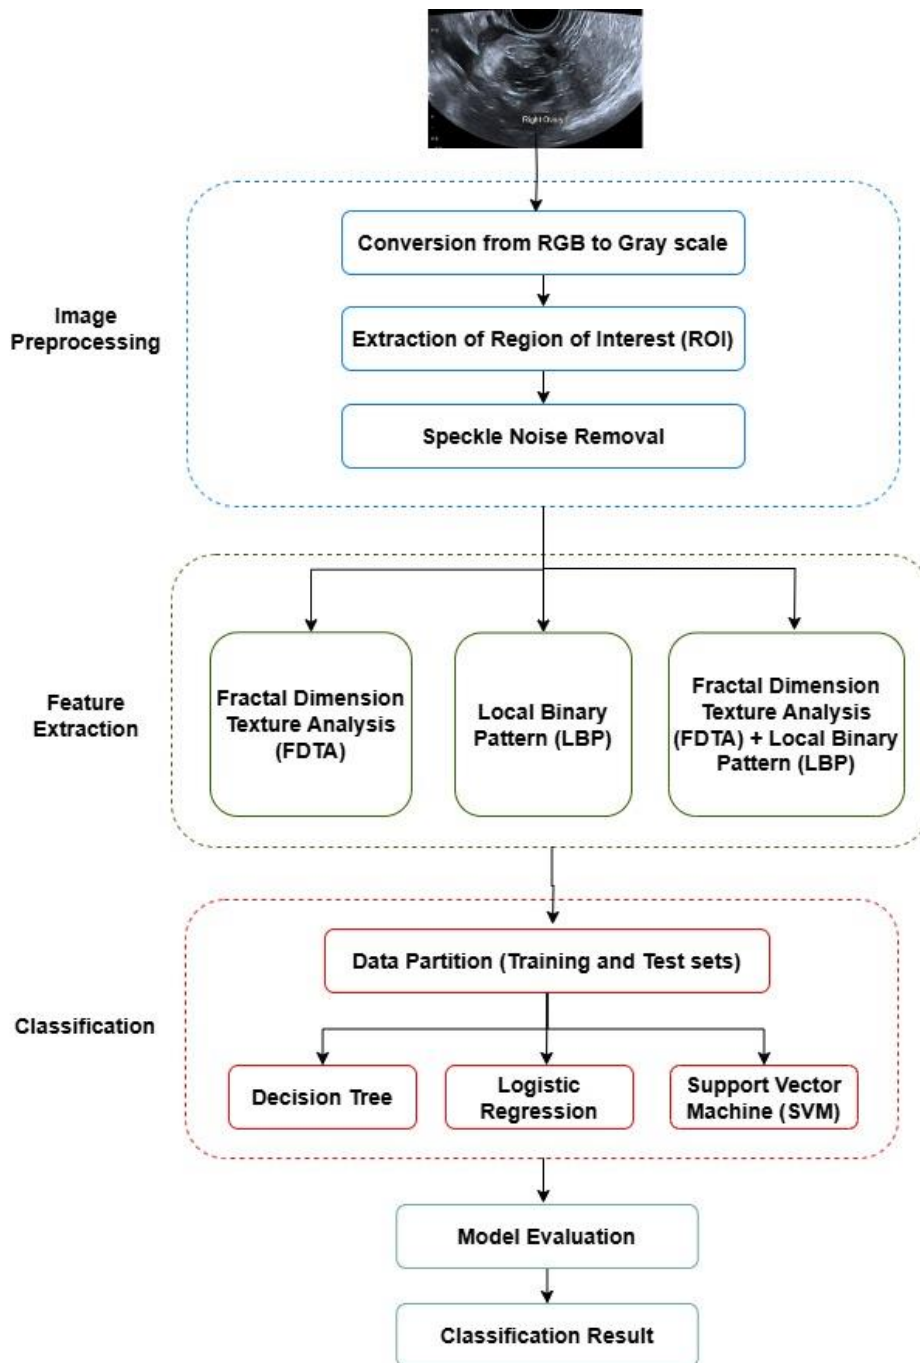 Right Ovary
Conversion from RGB to Gray scale
Image
Preprocessing
Extraction of Region of Interest (ROI)
Speckle Noise Removal
Feature
Extraction
Fractal Dimension
Texture Analysis
(FDTA)
Local Binary
Pattern (LBP)
Fractal Dimension
Texture Analysis
(FDTA) + Local Binary
Pattern (LBP)
Classification
Data Partition (Training and Test sets)
Decision Tree
Logistic
Regression
Support Vector
Machine (SVM)
Model Evaluation
Classification Result